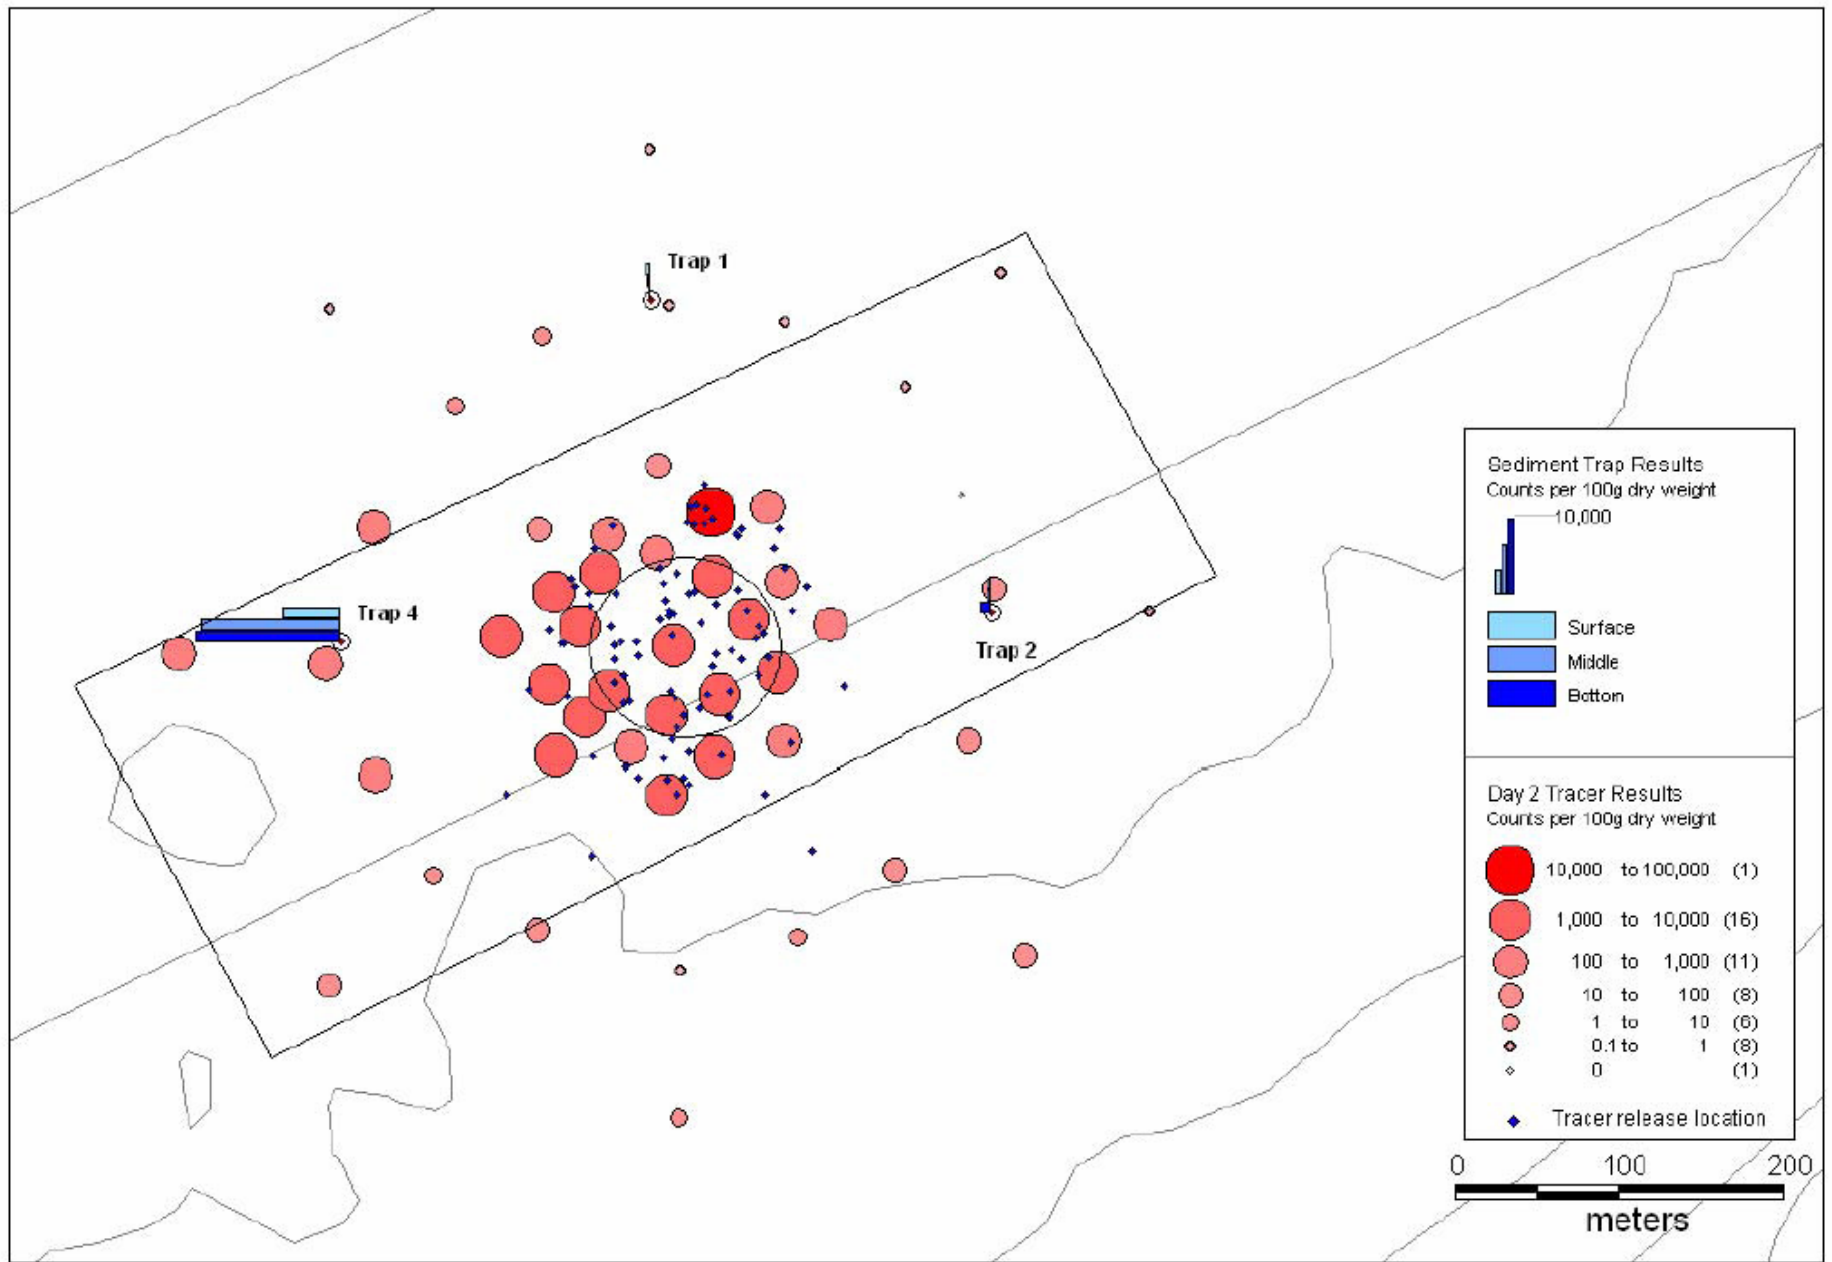 Trap 1
Trap 4
Trap 2
Sediment Trap Results
Counts per 100g dry weight
10,000
Surface
Middle
Bottom
Day 2 Tracer Results
Counts per 100g dry weight
10,000 to 100,000 (1)
1,000 to 10,000 (16)
100 to 1,000 (11)
10 to 100 (8)
1 to 10 (6)
0.1 to 1 (8)
0 (1)
Tracer release location
0 100 200
meters